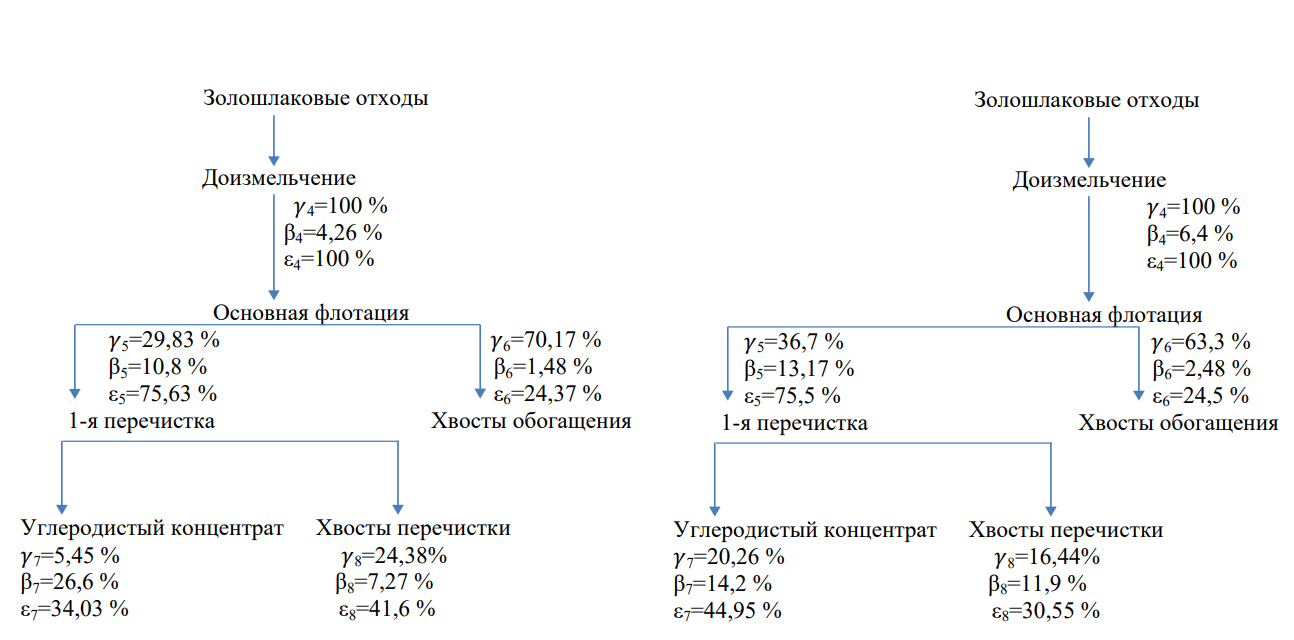 Золошлаковые отходы
Доизмельчение
γ₄=100 %
β₄=4,26 %
ε₄=100 %
Основная флотация
γ₅=29,83 %
β₅=10,8 %
ε₅=75,63 %
γ₆=70,17 %
β₆=1,48 %
ε₆=24,37 %
1-я перечистка
Хвосты обогащения
Углеродистый концентрат
γ₇=5,45 %
β₇=26,6 %
ε₇=34,03 %
Хвосты перечистки
γ₈=24,38%
β₈=7,27 %
ε₈=41,6 %
Золошлаковые отходы
Доизмельчение
γ₄=100 %
β₄=6,4 %
ε₄=100 %
Основная флотация
γ₅=36,7 %
β₅=13,17 %
ε₅=75,5 %
γ₆=63,3 %
β₆=2,48 %
ε₆=24,5 %
1-я перечистка
Хвосты обогащения
Углеродистый концентрат
γ₇=20,26 %
β₇=14,2 %
ε₇=44,95 %
Хвосты перечистки
γ₈=16,44%
β₈=11,9 %
ε₈=30,55 %